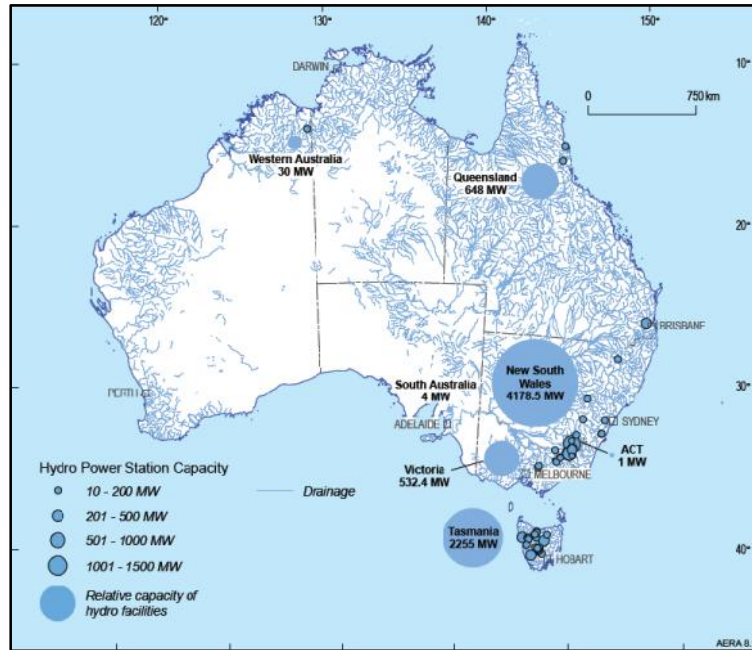 120°
130°
140°
150°
DARWIN
10°
0
750 km
Western Australia
30 MW
Queensland
648 MW
20°
BRISBANE
New South
Wales
4178.5 MW
30°
South Australia
4 MW
PERTH
ADELAIDE
SYDNEY
ACT
1 MW
Victoria
532.4 MW
MELBOURNE
Tasmania
2255 MW
HOBART
40°
Hydro Power Station Capacity
10 - 200 MW
Drainage
201 - 500 MW
501 - 1000 MW
1001 - 1500 MW
Relative capacity of
hydro facilities
AERA 8.